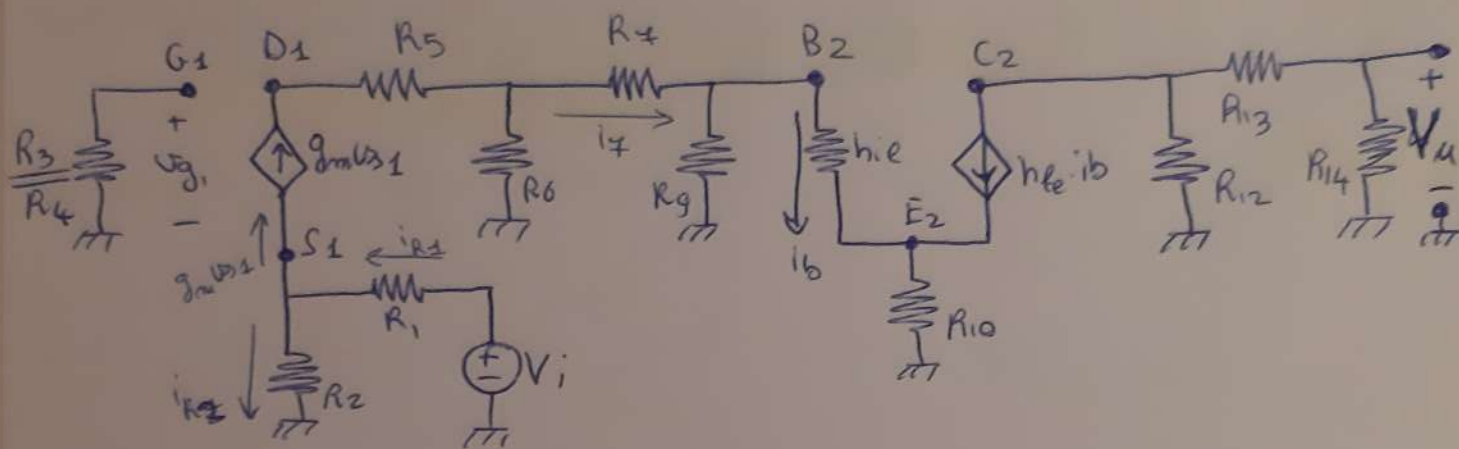 G1 D1 R5 R7 B2 C2
+ +
R3 vg1 gmvs1 i7 hie hfe·ib R13
R4 R6 R9 R12 R14 Vu
- -
gmvs1 S1 iR1 ib E2
R1 R10
iR2 R2 + - Vi